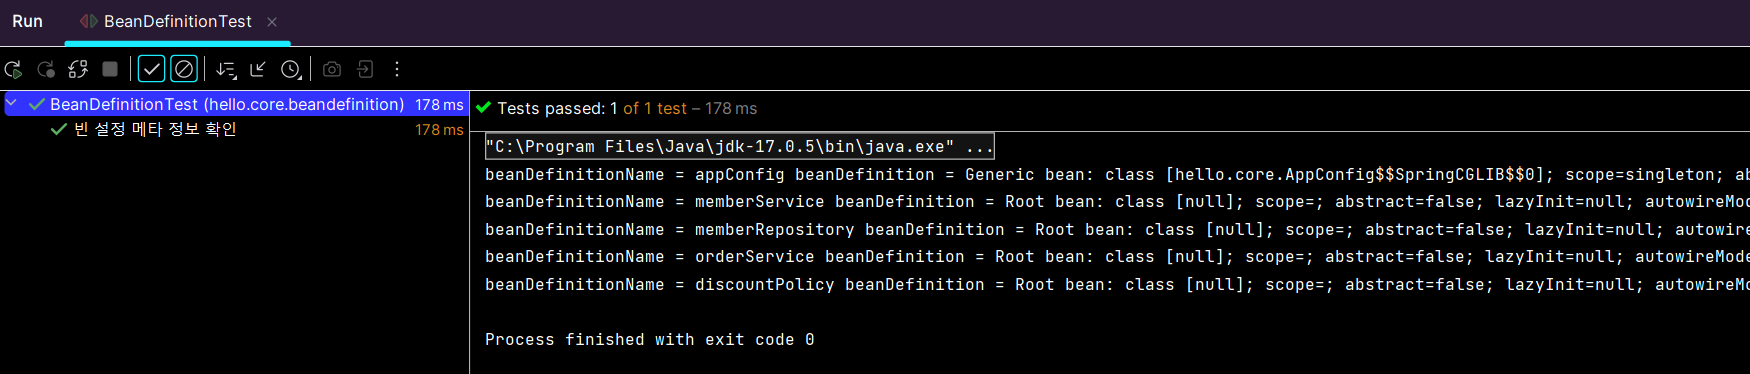 Run BeanDefinitionTest
BeanDefinitionTest (hello.core.beandefinition) 178 ms
빈 설정 메타 정보 확인 178 ms
Tests passed: 1 of 1 test – 178 ms
"C:\Program Files\Java\jdk-17.0.5\bin\java.exe" ...
beanDefinitionName = appConfig beanDefinition = Generic bean: class [hello.core.AppConfig$$SpringCGLIB$$0]; scope=singleton; ab
beanDefinitionName = memberService beanDefinition = Root bean: class [null]; scope=; abstract=false; lazyInit=null; autowireMod
beanDefinitionName = memberRepository beanDefinition = Root bean: class [null]; scope=; abstract=false; lazyInit=null; autowire
beanDefinitionName = orderService beanDefinition = Root bean: class [null]; scope=; abstract=false; lazyInit=null; autowireMode
beanDefinitionName = discountPolicy beanDefinition = Root bean: class [null]; scope=; abstract=false; lazyInit=null; autowireMo
Process finished with exit code 0